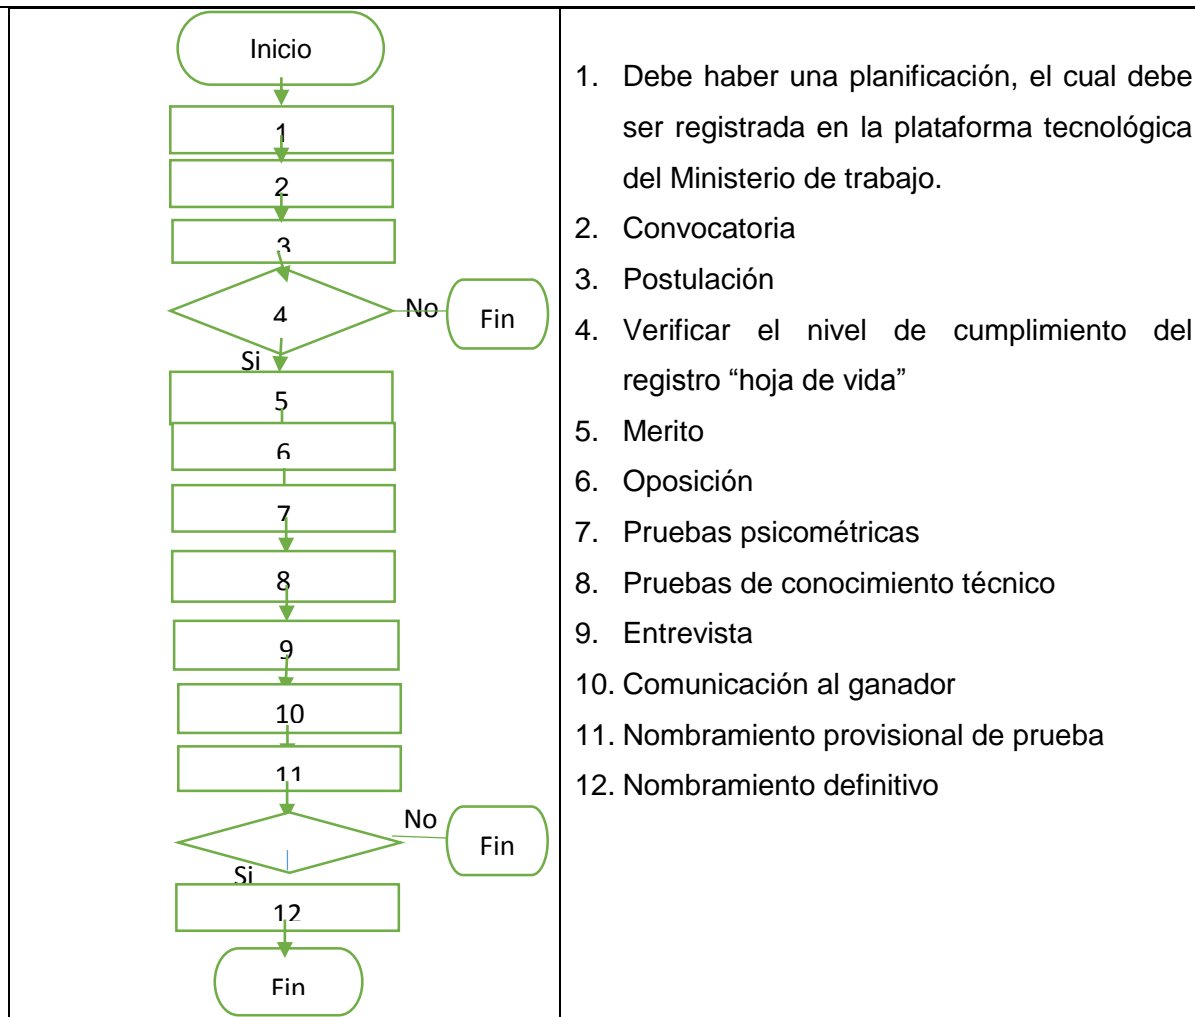 Inicio
1
2
3
4
No
Fin
Si
5
6
7
8
9
10
11
No
Fin
Si
12
Fin
1. Debe haber una planificación, el cual debe
ser registrada en la plataforma tecnológica
del Ministerio de trabajo.
2. Convocatoria
3. Postulación
4. Verificar el nivel de cumplimiento del
registro “hoja de vida”
5. Merito
6. Oposición
7. Pruebas psicométricas
8. Pruebas de conocimiento técnico
9. Entrevista
10. Comunicación al ganador
11. Nombramiento provisional de prueba
12. Nombramiento definitivo